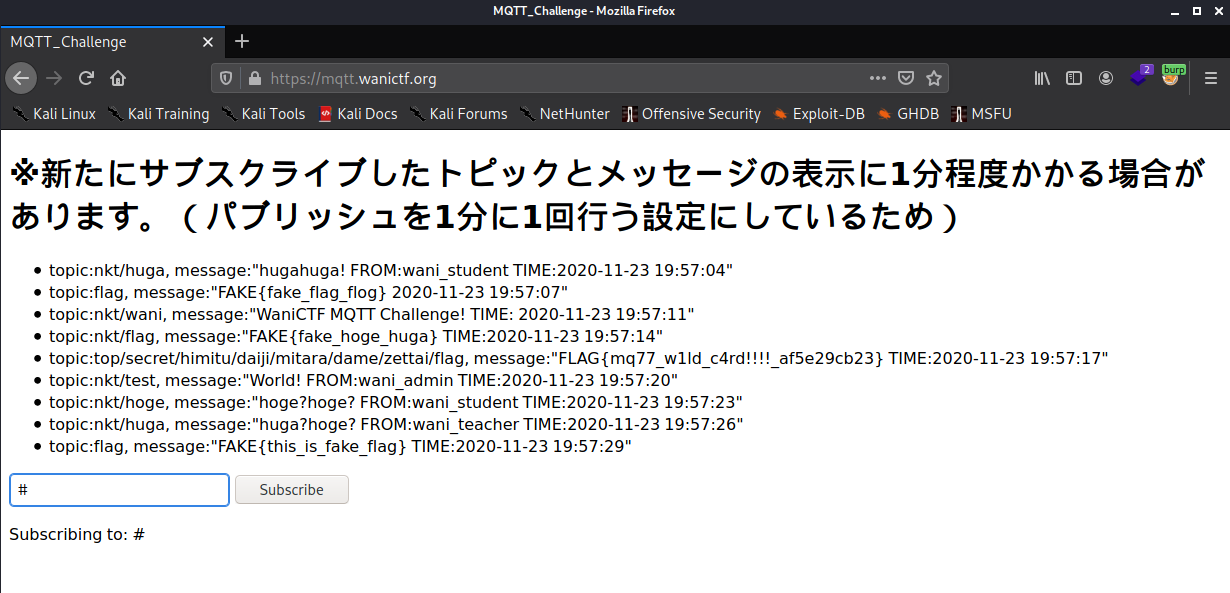 MQTT_Challenge - Mozilla Firefox
MQTT_Challenge
https://mqtt.wanictf.org
2
burp
Kali Linux Kali Training Kali Tools Kali Docs Kali Forums NetHunter Offensive Security Exploit-DB GHDB MSFU
※新たにサブスクライブしたトピックとメッセージの表示に1分程度かかる場合が
あります。（パブリッシュを1分に1回行う設定にしているため）
topic:nkt/huga, message:"hugahuga! FROM:wani_student TIME:2020-11-23 19:57:04"
topic:flag, message:"FAKE{fake_flag_flog} 2020-11-23 19:57:07"
topic:nkt/wani, message:"WaniCTF MQTT Challenge! TIME: 2020-11-23 19:57:11"
topic:nkt/flag, message:"FAKE{fake_hoge_huga} TIME:2020-11-23 19:57:14"
topic:top/secret/himitu/daiji/mitara/dame/zettai/flag, message:"FLAG{mq77_w1ld_c4rd!!!!_af5e29cb23} TIME:2020-11-23 19:57:17"
topic:nkt/test, message:"World! FROM:wani_admin TIME:2020-11-23 19:57:20"
topic:nkt/hoge, message:"hoge?hoge? FROM:wani_student TIME:2020-11-23 19:57:23"
topic:nkt/huga, message:"huga?hoge? FROM:wani_teacher TIME:2020-11-23 19:57:26"
topic:flag, message:"FAKE{this_is_fake_flag} TIME:2020-11-23 19:57:29"
# Subscribe
Subscribing to: #